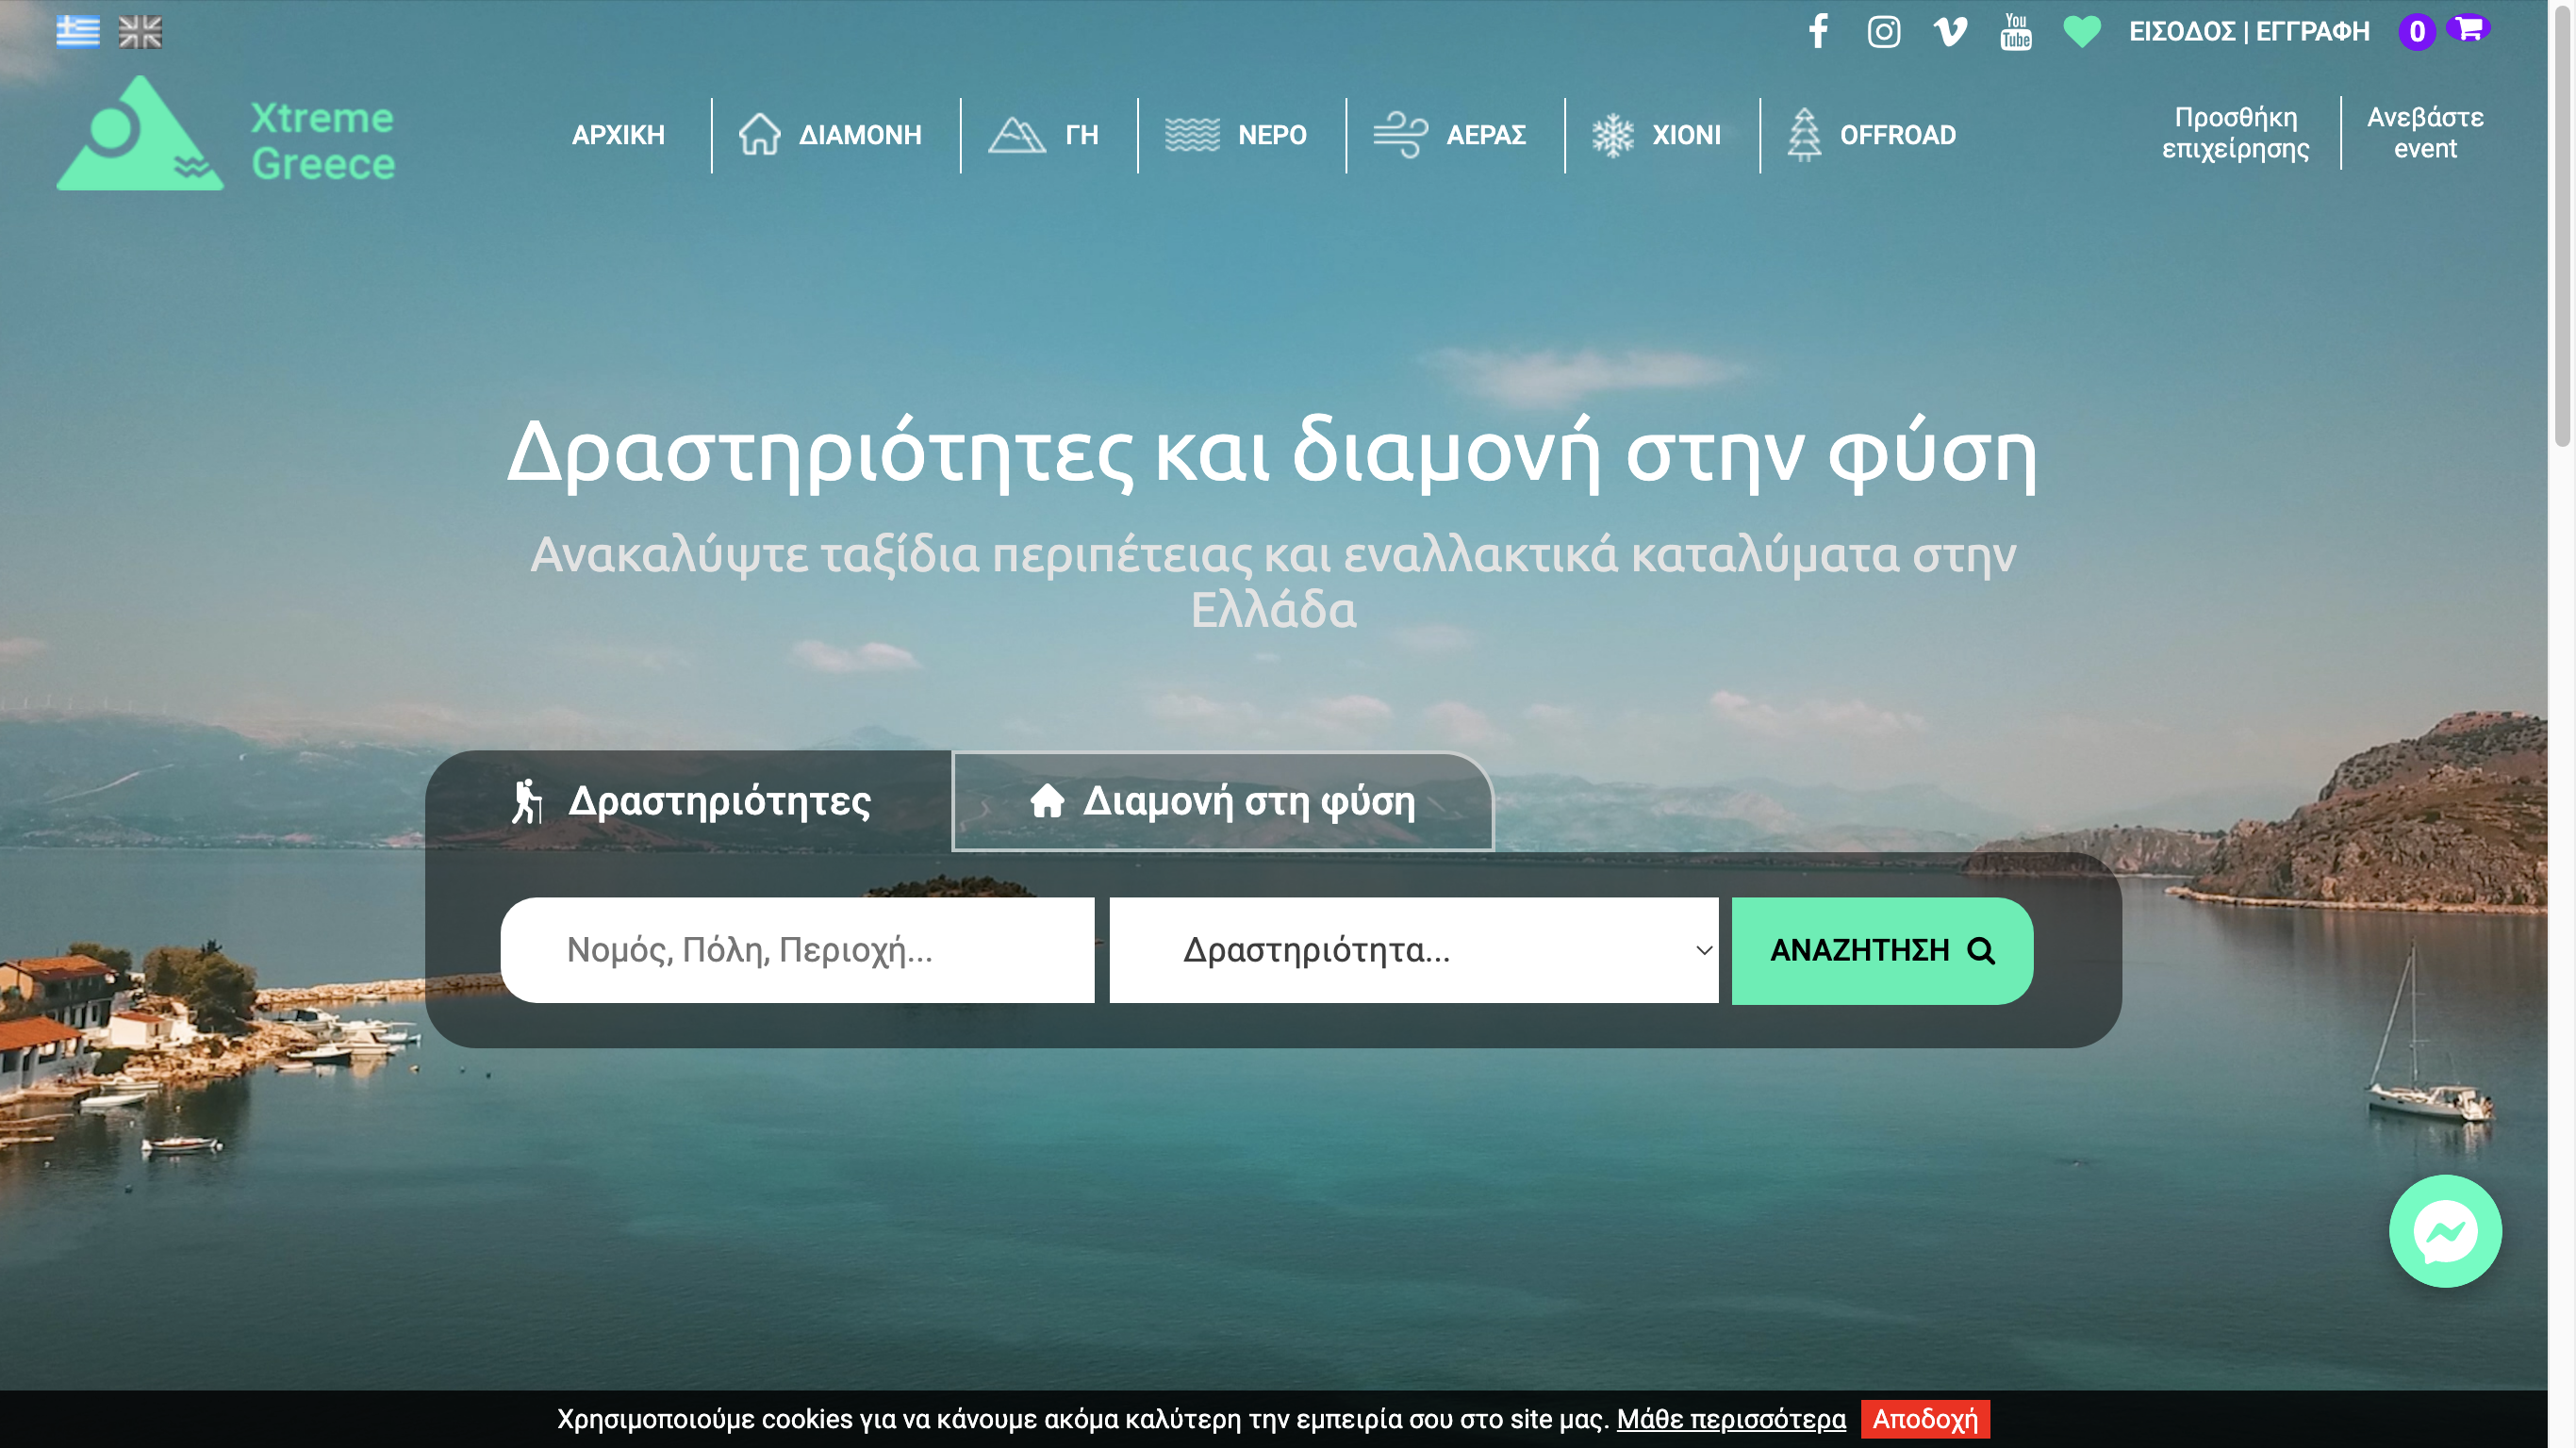 You
Tube
ΕΙΣΟΔΟΣ | ΕΓΓΡΑΦΗ
0
Xtreme
Greece
ΑΡΧΙΚΗ
ΔΙΑΜΟΝΗ
ΓΗ
ΝΕΡΟ
ΑΕΡΑΣ
ΧΙΟΝΙ
OFFROAD
Προσθήκη
επιχείρησης
Ανεβάστε
event
Δραστηριότητες και διαμονή στην φύση
Ανακαλύψτε ταξίδια περιπέτειας και εναλλακτικά καταλύματα στην
Ελλάδα
Δραστηριότητες
Διαμονή στη φύση
Νομός, Πόλη, Περιοχή...
Δραστηριότητα...
ΑΝΑΖΗΤΗΣΗ
Χρησιμοποιούμε cookies για να κάνουμε ακόμα καλύτερη την εμπειρία σου στο site μας. Μάθε περισσότερα Αποδοχή